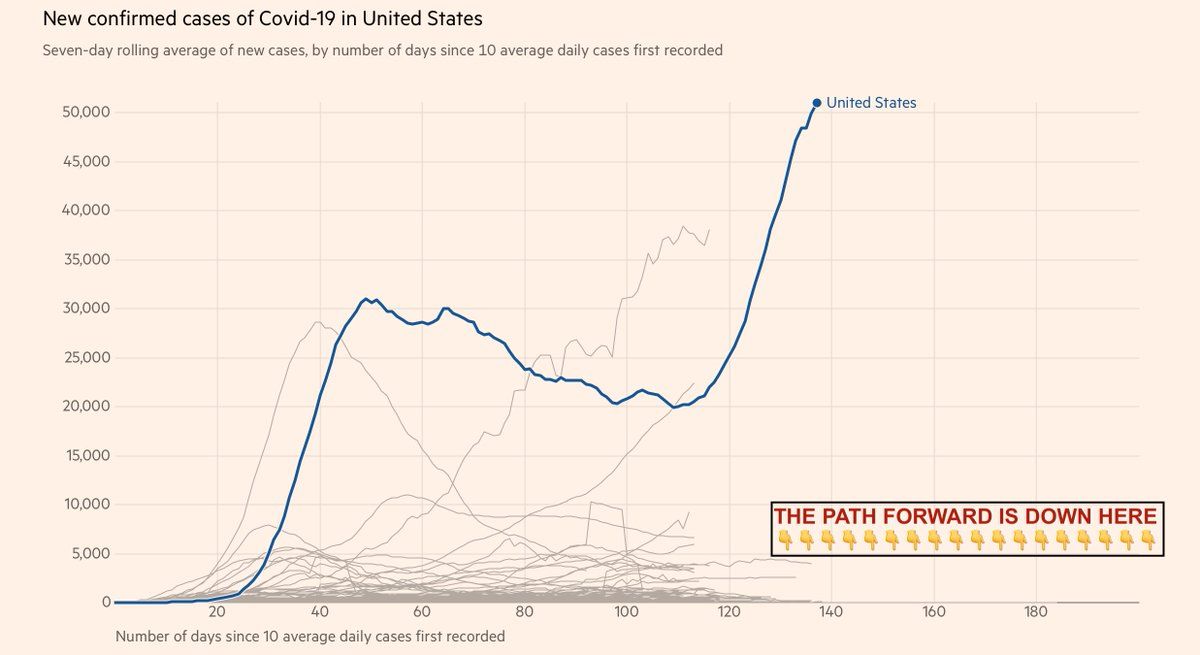 New confirmed cases of Covid-19 in United States
Seven-day rolling average of new cases, by number of days since 10 average daily cases first recorded
50,000
United States
45,000
40,000
35,000
30,000
25,000
20,000
15,000
10,000
THE PATH FORWARD IS DOWN HERE
👇👇👇👇👇👇👇👇👇👇👇👇👇👇👇👇👇👇
5,000
0
20 40 60 80 100 120 140 160 180
Number of days since 10 average daily cases first recorded